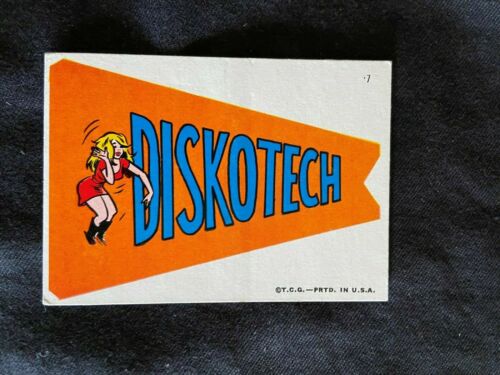 7
DISKOTECH
©T.C.G.—PRTD. IN U.S.A.